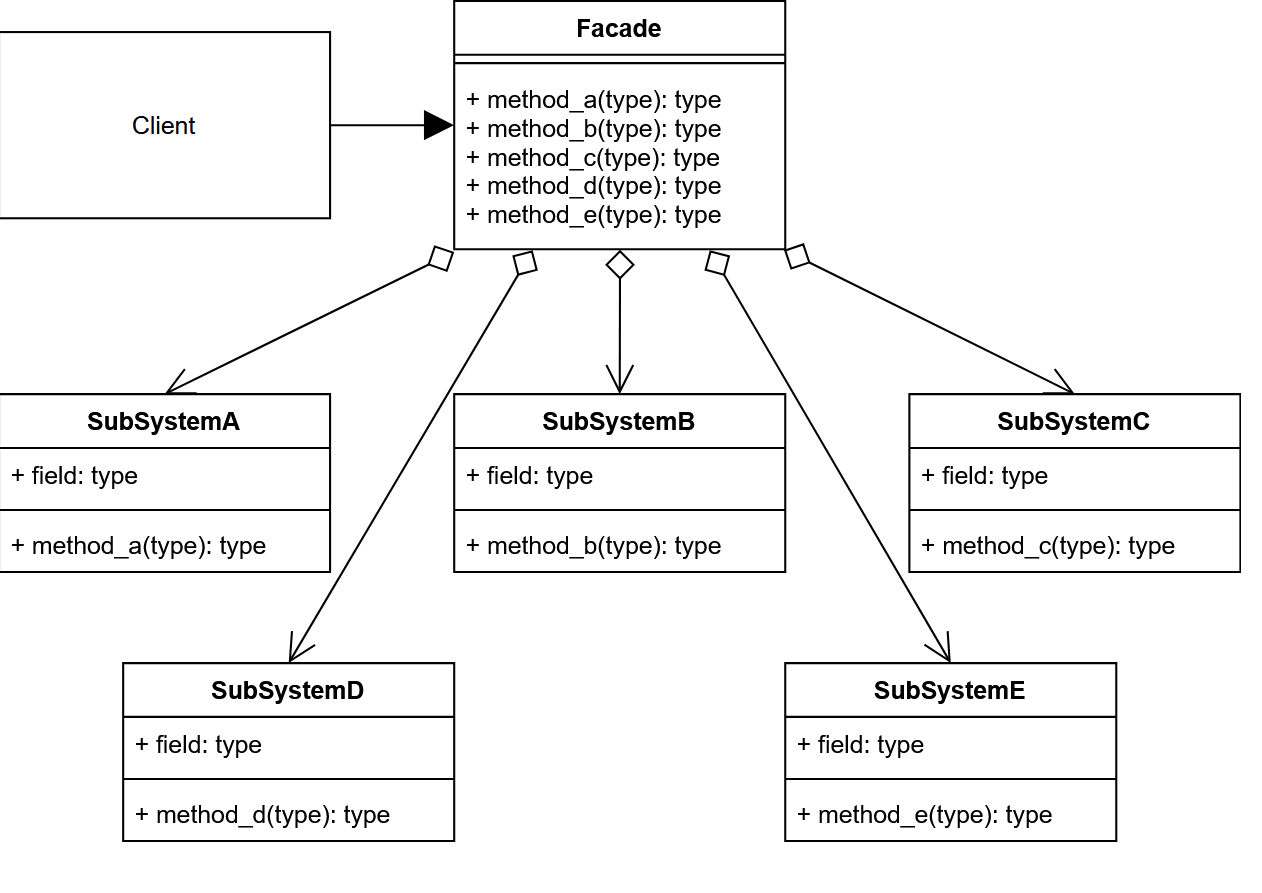 Facade
Client
+ method_a(type): type
+ method_b(type): type
+ method_c(type): type
+ method_d(type): type
+ method_e(type): type
SubSystemA
+ field: type
+ method_a(type): type
SubSystemB
+ field: type
+ method_b(type): type
SubSystemC
+ field: type
+ method_c(type): type
SubSystemD
+ field: type
+ method_d(type): type
SubSystemE
+ field: type
+ method_e(type): type